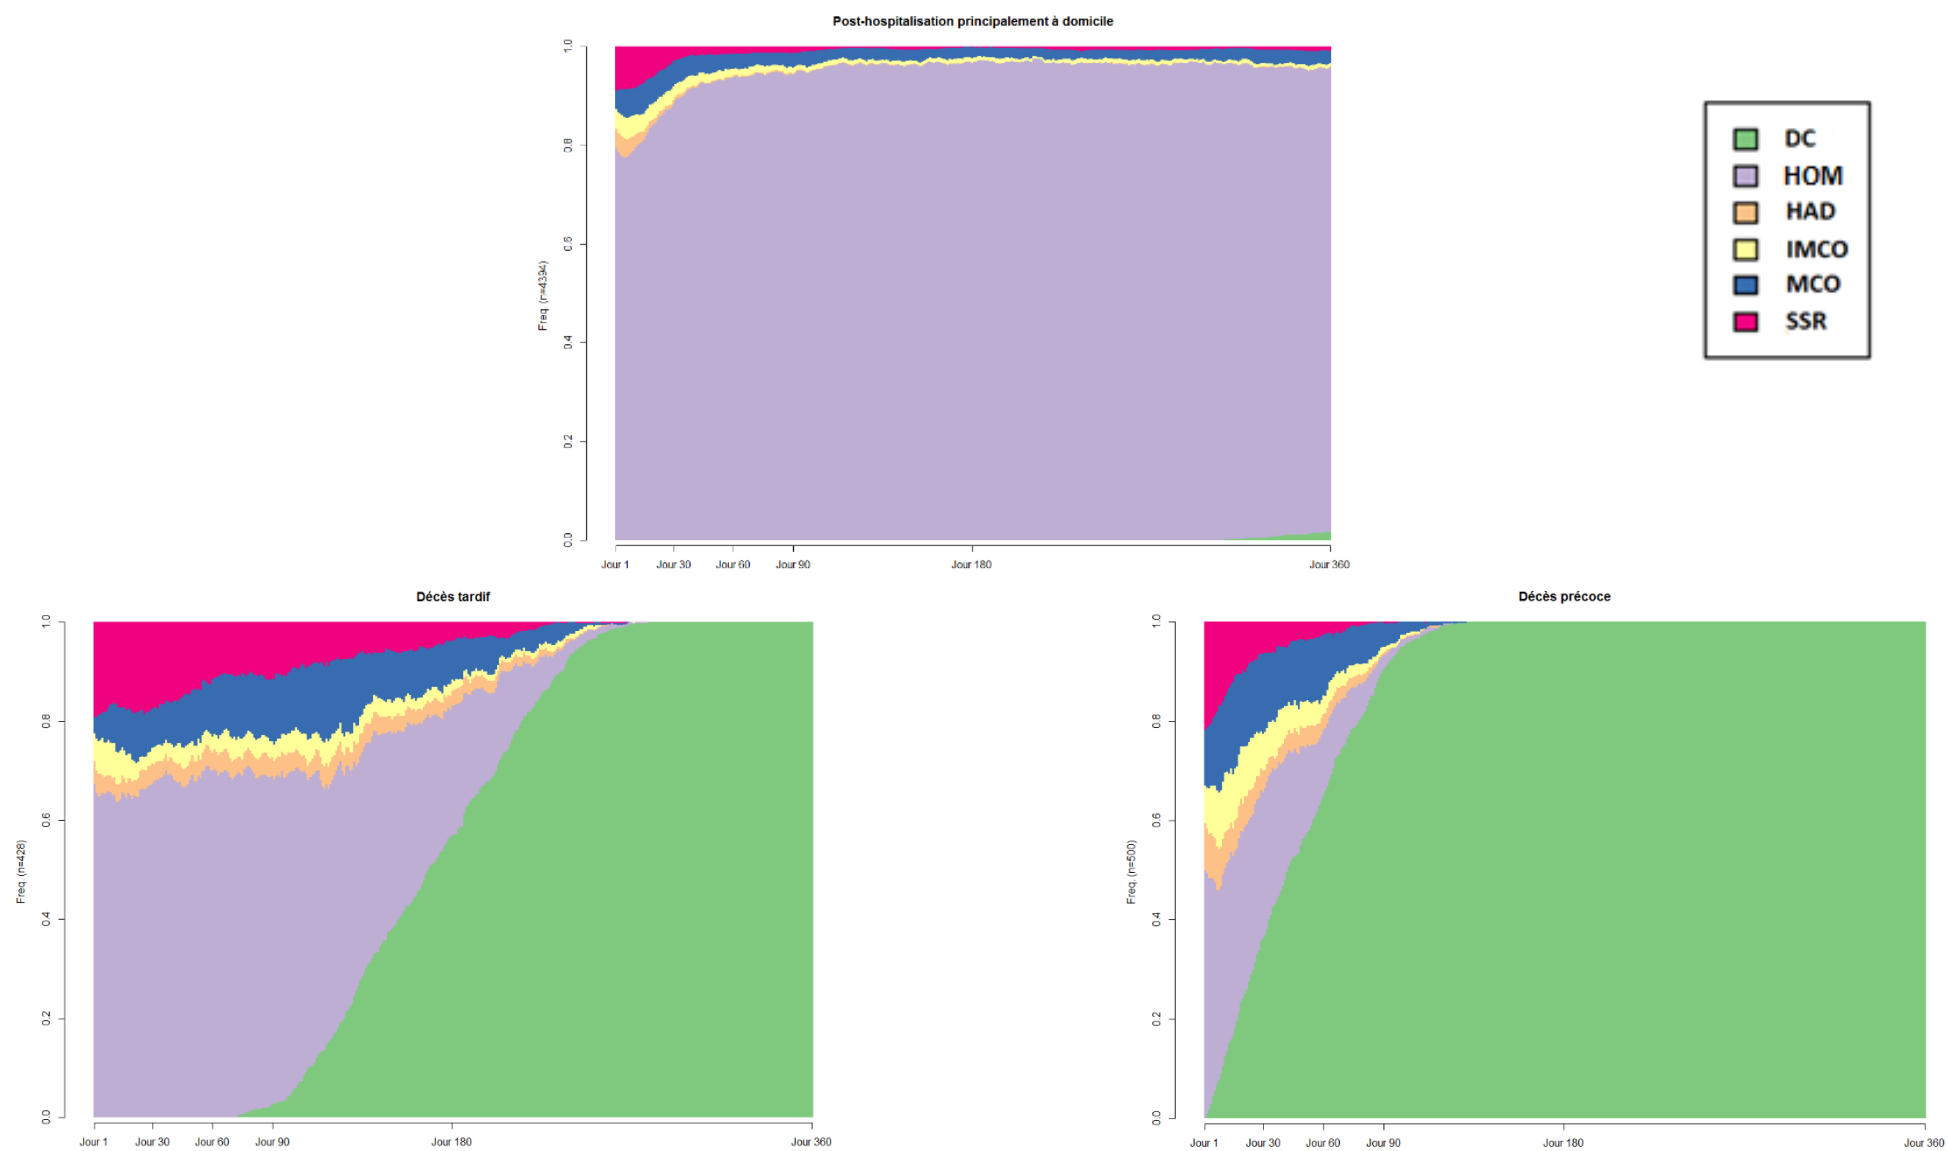 Post-hospitalisation principalement à domicile
1.0
0.8
0.6
0.4
0.2
0.0
Freq. (n=4394)
Jour 1 Jour 30 Jour 60 Jour 90 Jour 180 Jour 360
DC
HOM
HAD
IMCO
MCO
SSR
Décès tardif
1.0
0.8
0.6
0.4
0.2
0.0
Freq. (n=428)
Jour 1 Jour 30 Jour 60 Jour 90 Jour 180 Jour 360
Décès précoce
1.0
0.8
0.6
0.4
0.2
0.0
Freq. (n=500)
Jour 1 Jour 30 Jour 60 Jour 90 Jour 180 Jour 360